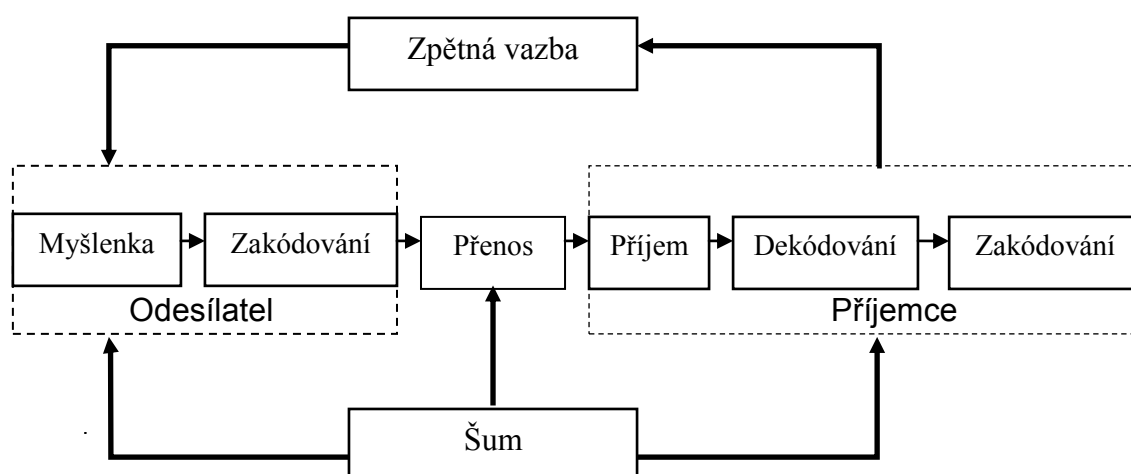 Zpětná vazba
Myšlenka
Zakódování
Přenos
Příjem
Dekódování
Zakódování
Odesílatel
Příjemce
Šum